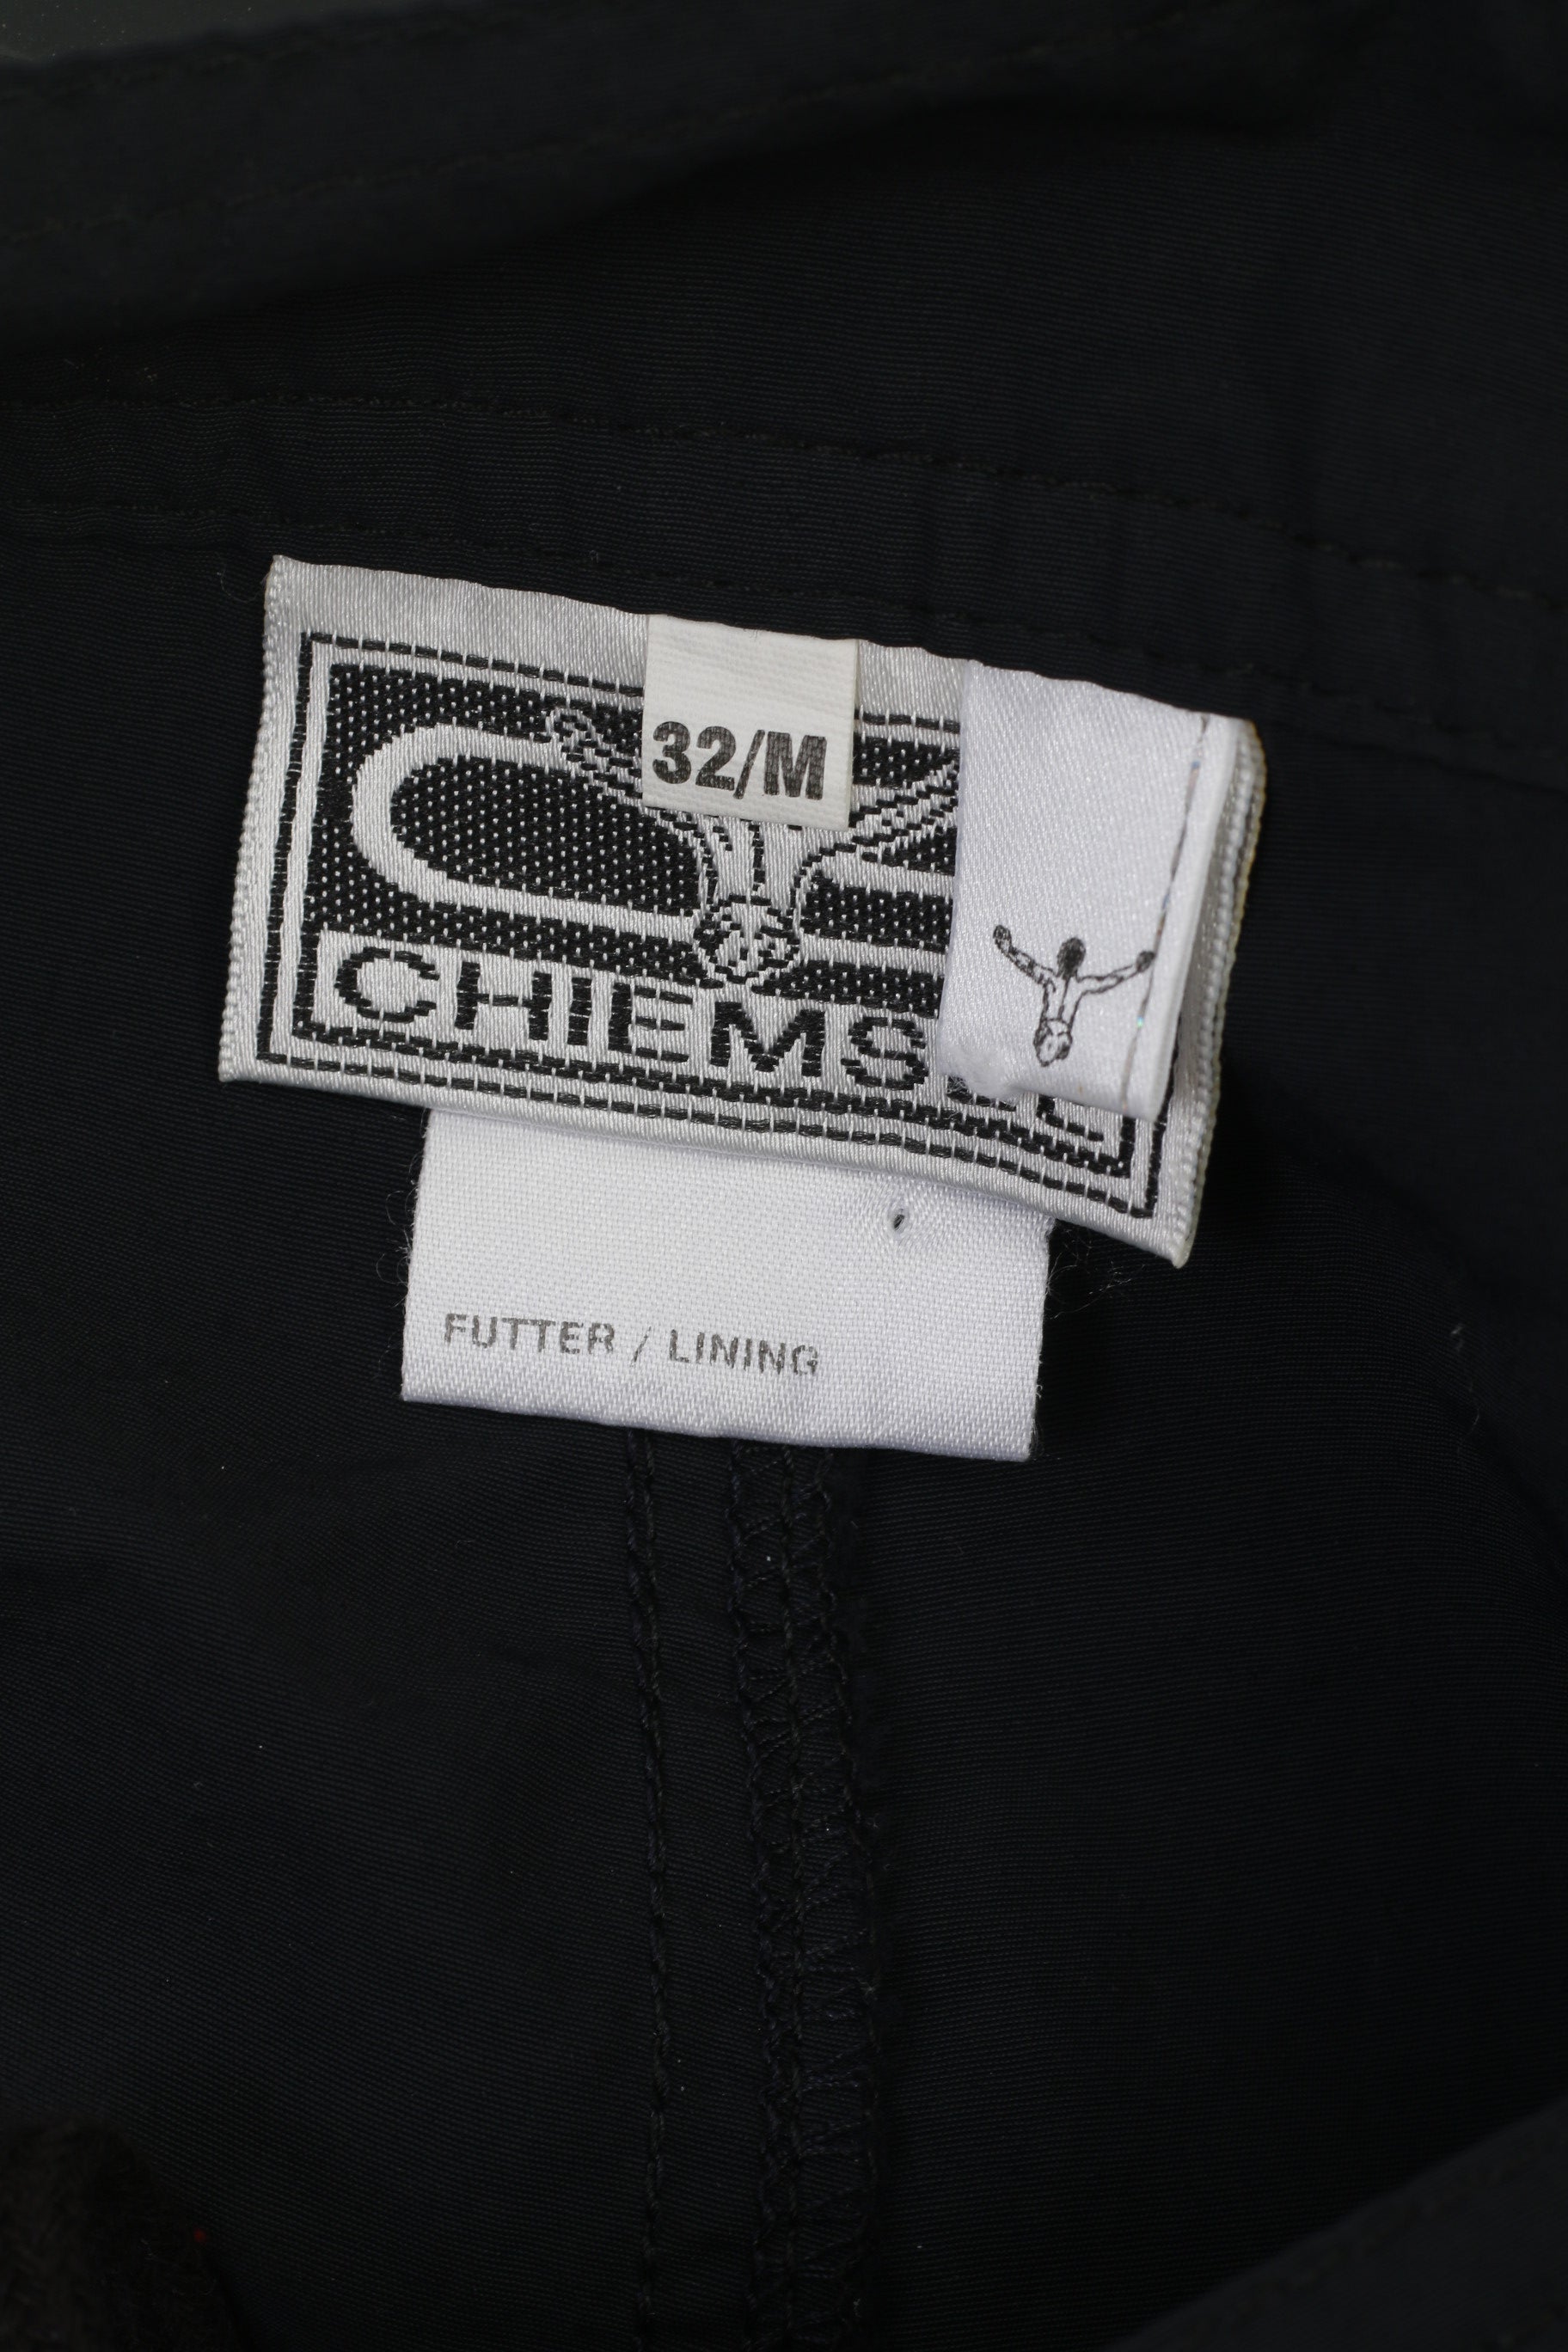 32/M
CHIEMS
FUTTER / LINING